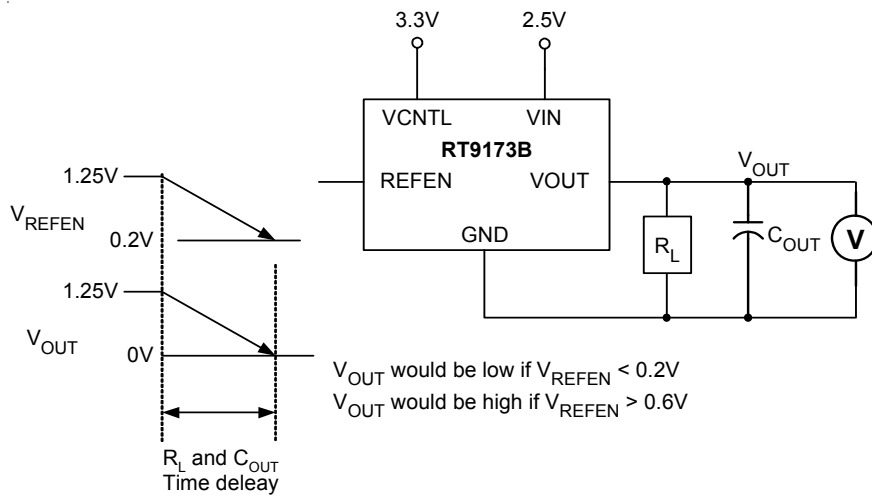 3.3V
2.5V
VCNTL
VIN
RT9173B
REFEN
VOUT
GND
1.25V
VREFEN
0.2V
1.25V
VOUT
0V
RL and COUT
Time deleay
VOUT
RL
COUT
V
VOUT would be low if VREFEN < 0.2V
VOUT would be high if VREFEN > 0.6V